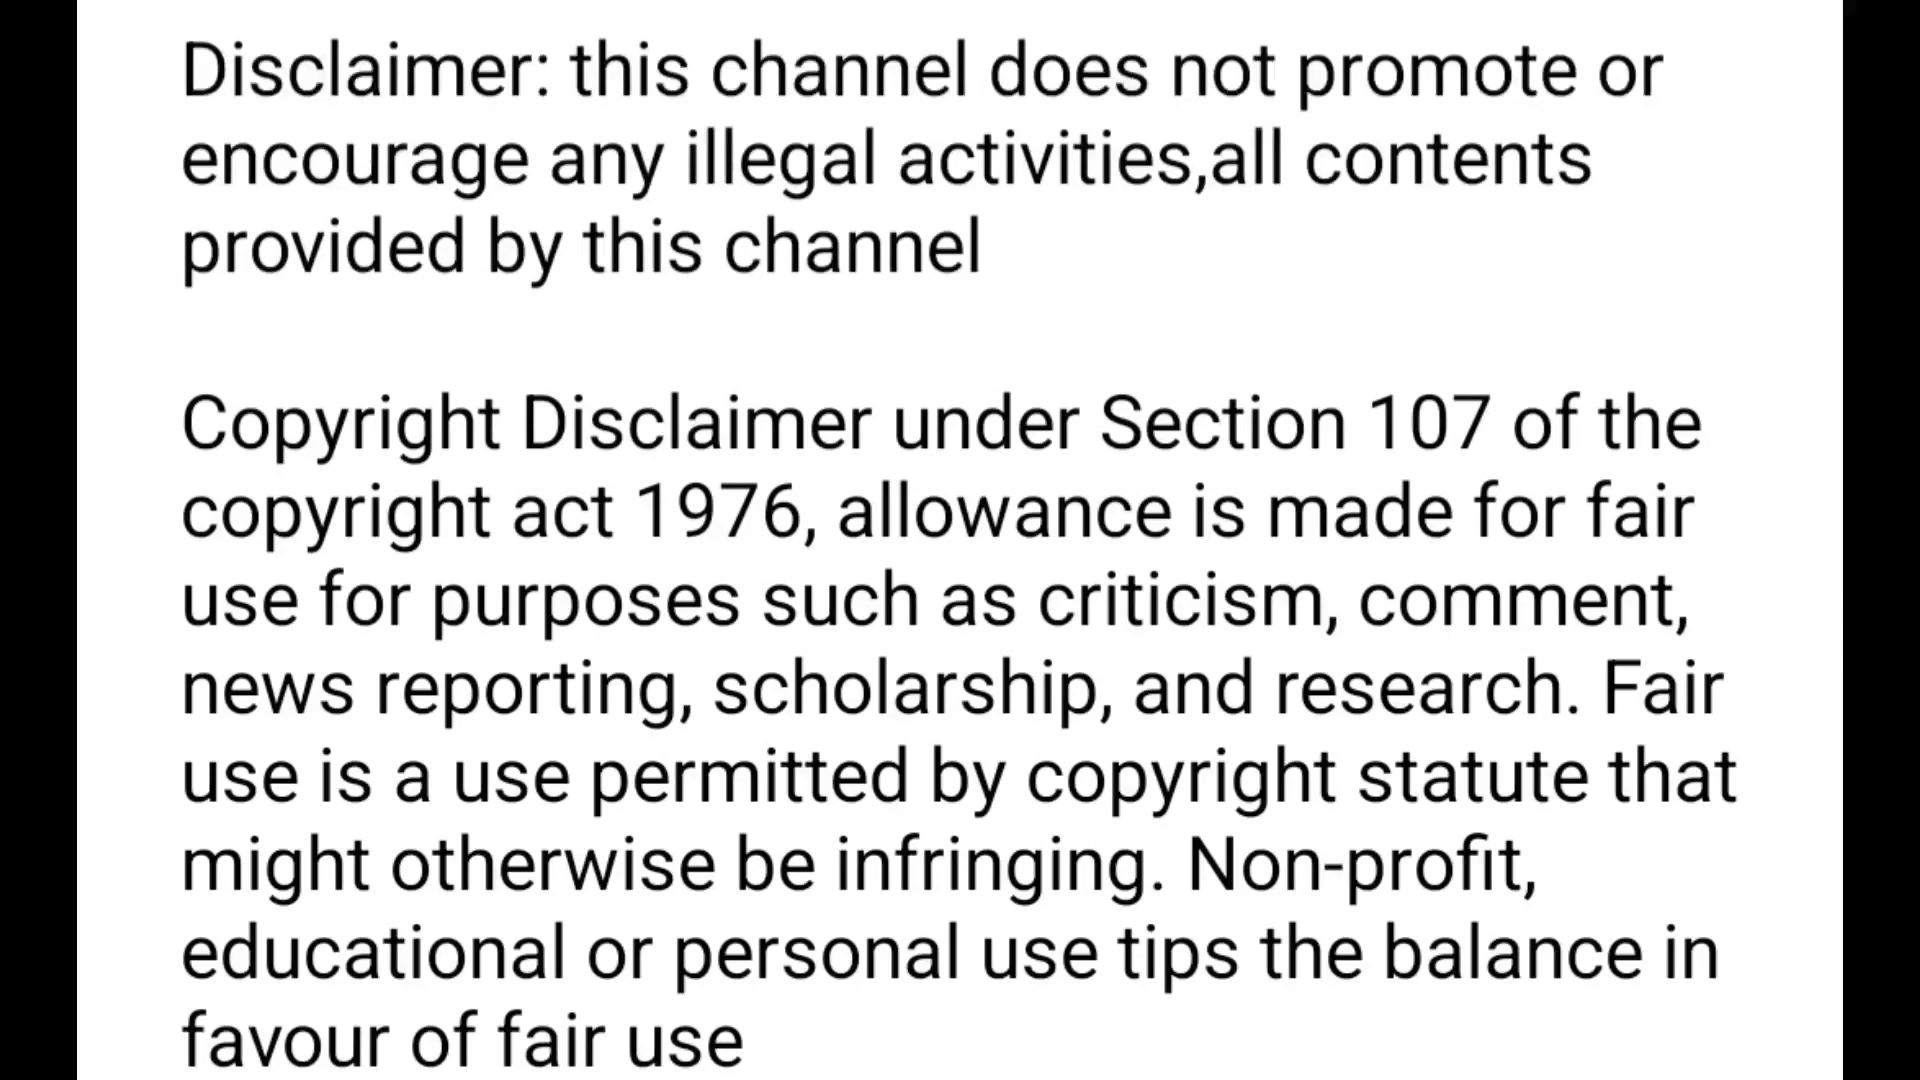 Disclaimer: this channel does not promote or
encourage any illegal activities,all contents
provided by this channel
Copyright Disclaimer under Section 107 of the
copyright act 1976, allowance is made for fair
use for purposes such as criticism, comment,
news reporting, scholarship, and research. Fair
use is a use permitted by copyright statute that
might otherwise be infringing. Non-profit,
educational or personal use tips the balance in
favour of fair use